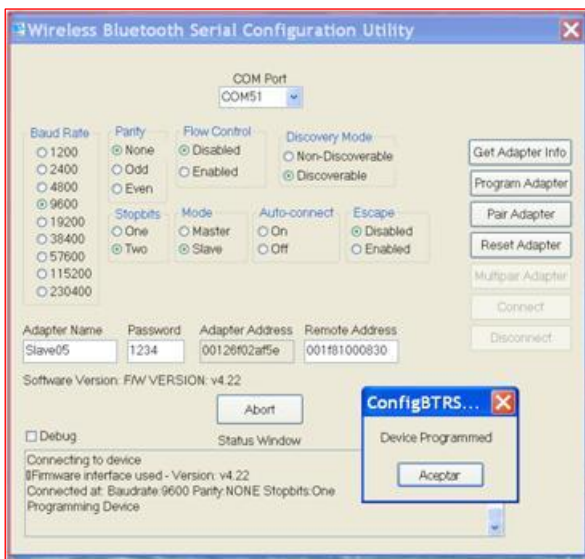 Wireless Bluetooth Serial Configuration Utility
COM Port
COM51
Baud Rate
1200
2400
4800
9600
19200
38400
57600
115200
230400
Parity
None
Odd
Even
Flow Control
Disabled
Enabled
Discovery Mode
Non-Discoverable
Discoverable
Stopbits
One
Two
Mode
Master
Slave
Auto-connect
On
Off
Escape
Disabled
Enabled
Get Adapter Info
Program Adapter
Pair Adapter
Reset Adapter
Multipair Adapter
Connect
Disconnect
Adapter Name
Slave05
Password
1234
Adapter Address
00126f02af5e
Remote Address
001f81000830
Software Version: F/W VERSION: v4.22
Abort
Debug
Status Window
Connecting to device
Firmware interface used - Version: v4.22
Connected at: Baudrate:9600 Parity:NONE Stopbits:One
Programming Device
ConfigBTRS...
Device Programmed
Aceptar